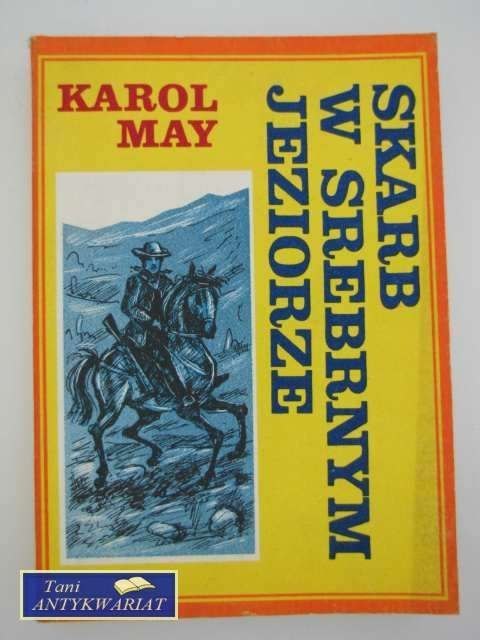 KAROL
MAY
SKARB
W SREBRNYM
JEZIORZE
Tani
ANTYKWARIAT